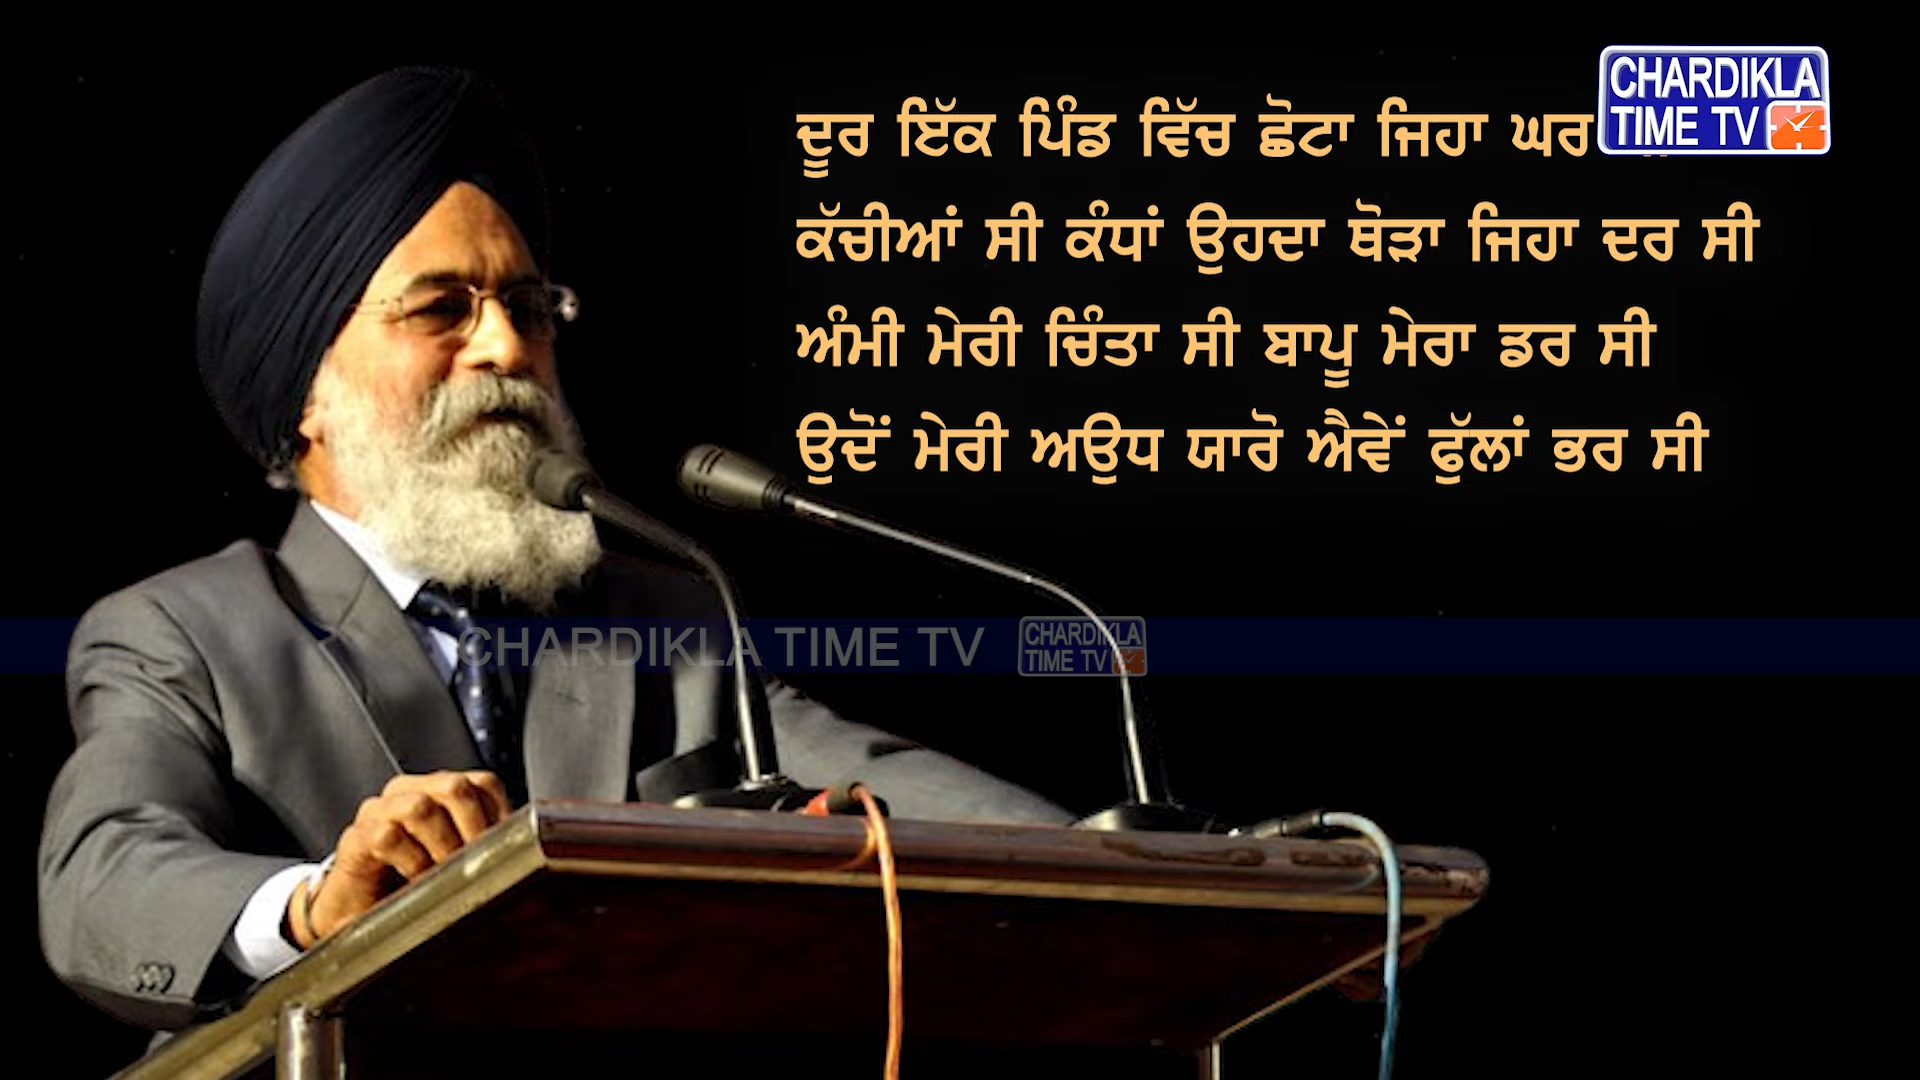 CHARDIKLA
TIME TV
ਦੂਰ ਇੱਕ ਪਿੰਡ ਵਿੱਚ ਛੋਟਾ ਜਿਹਾ ਘਰ
ਕੱਚੀਆਂ ਸੀ ਕੰਧਾਂ ਉਹਦਾ ਥੋੜਾ ਜਿਹਾ ਦਰ ਸੀ
ਅੰਮੀ ਮੇਰੀ ਚਿੰਤਾ ਸੀ ਬਾਪੂ ਮੇਰਾ ਡਰ ਸੀ
ਉਦੋਂ ਮੇਰੀ ਅਉਧ ਯਾਰੋ ਐਵੇਂ ਫੁੱਲਾਂ ਭਰ ਸੀ
CHARDIKLA TIME TV
CHARDIKLA
TIME TV